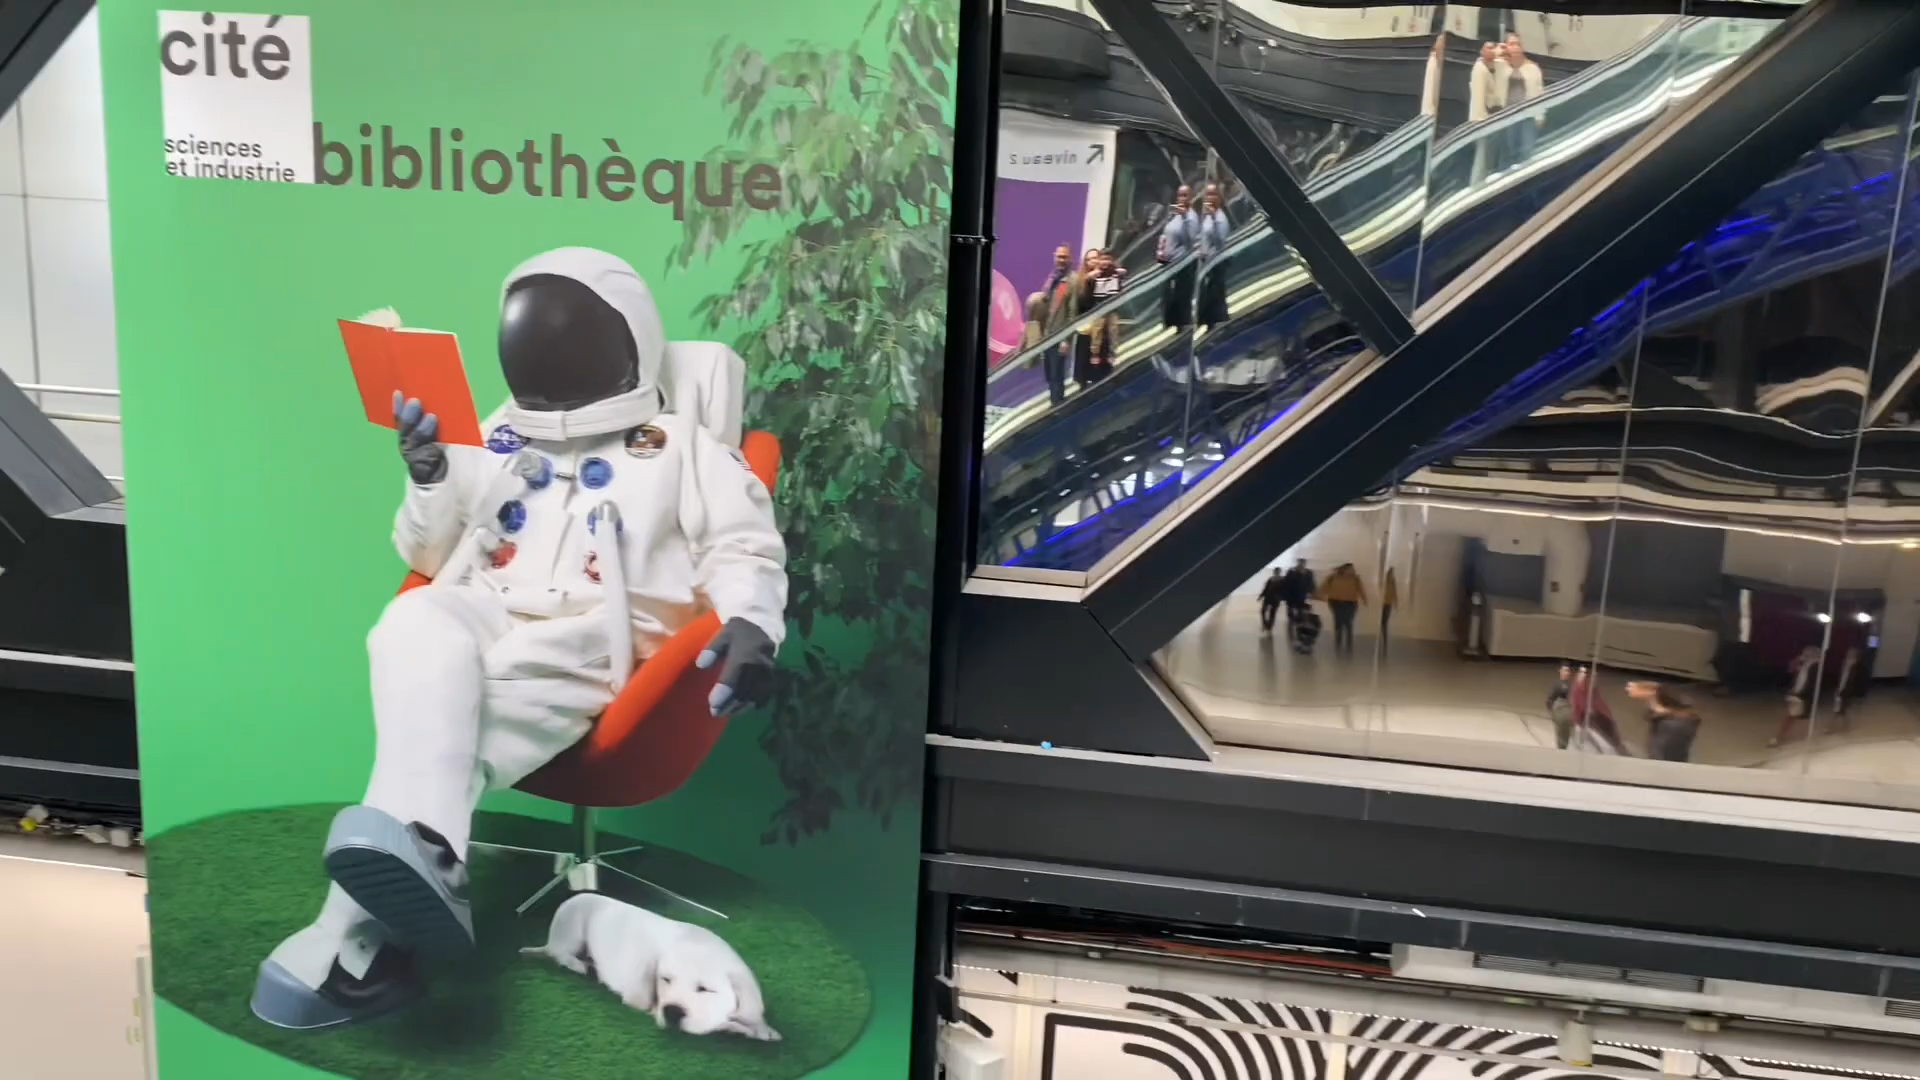 cité
sciences
et industrie
bibliothèque
niveau 2